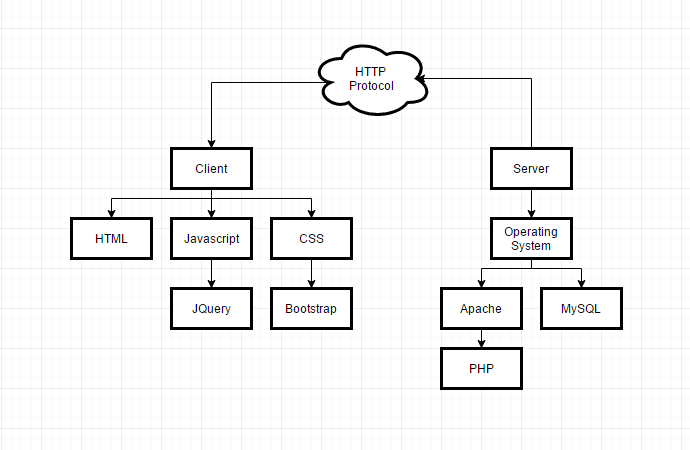 HTTP
Protocol
Client
Server
HTML
Javascript
CSS
Operating
System
JQuery
Bootstrap
Apache
MySQL
PHP